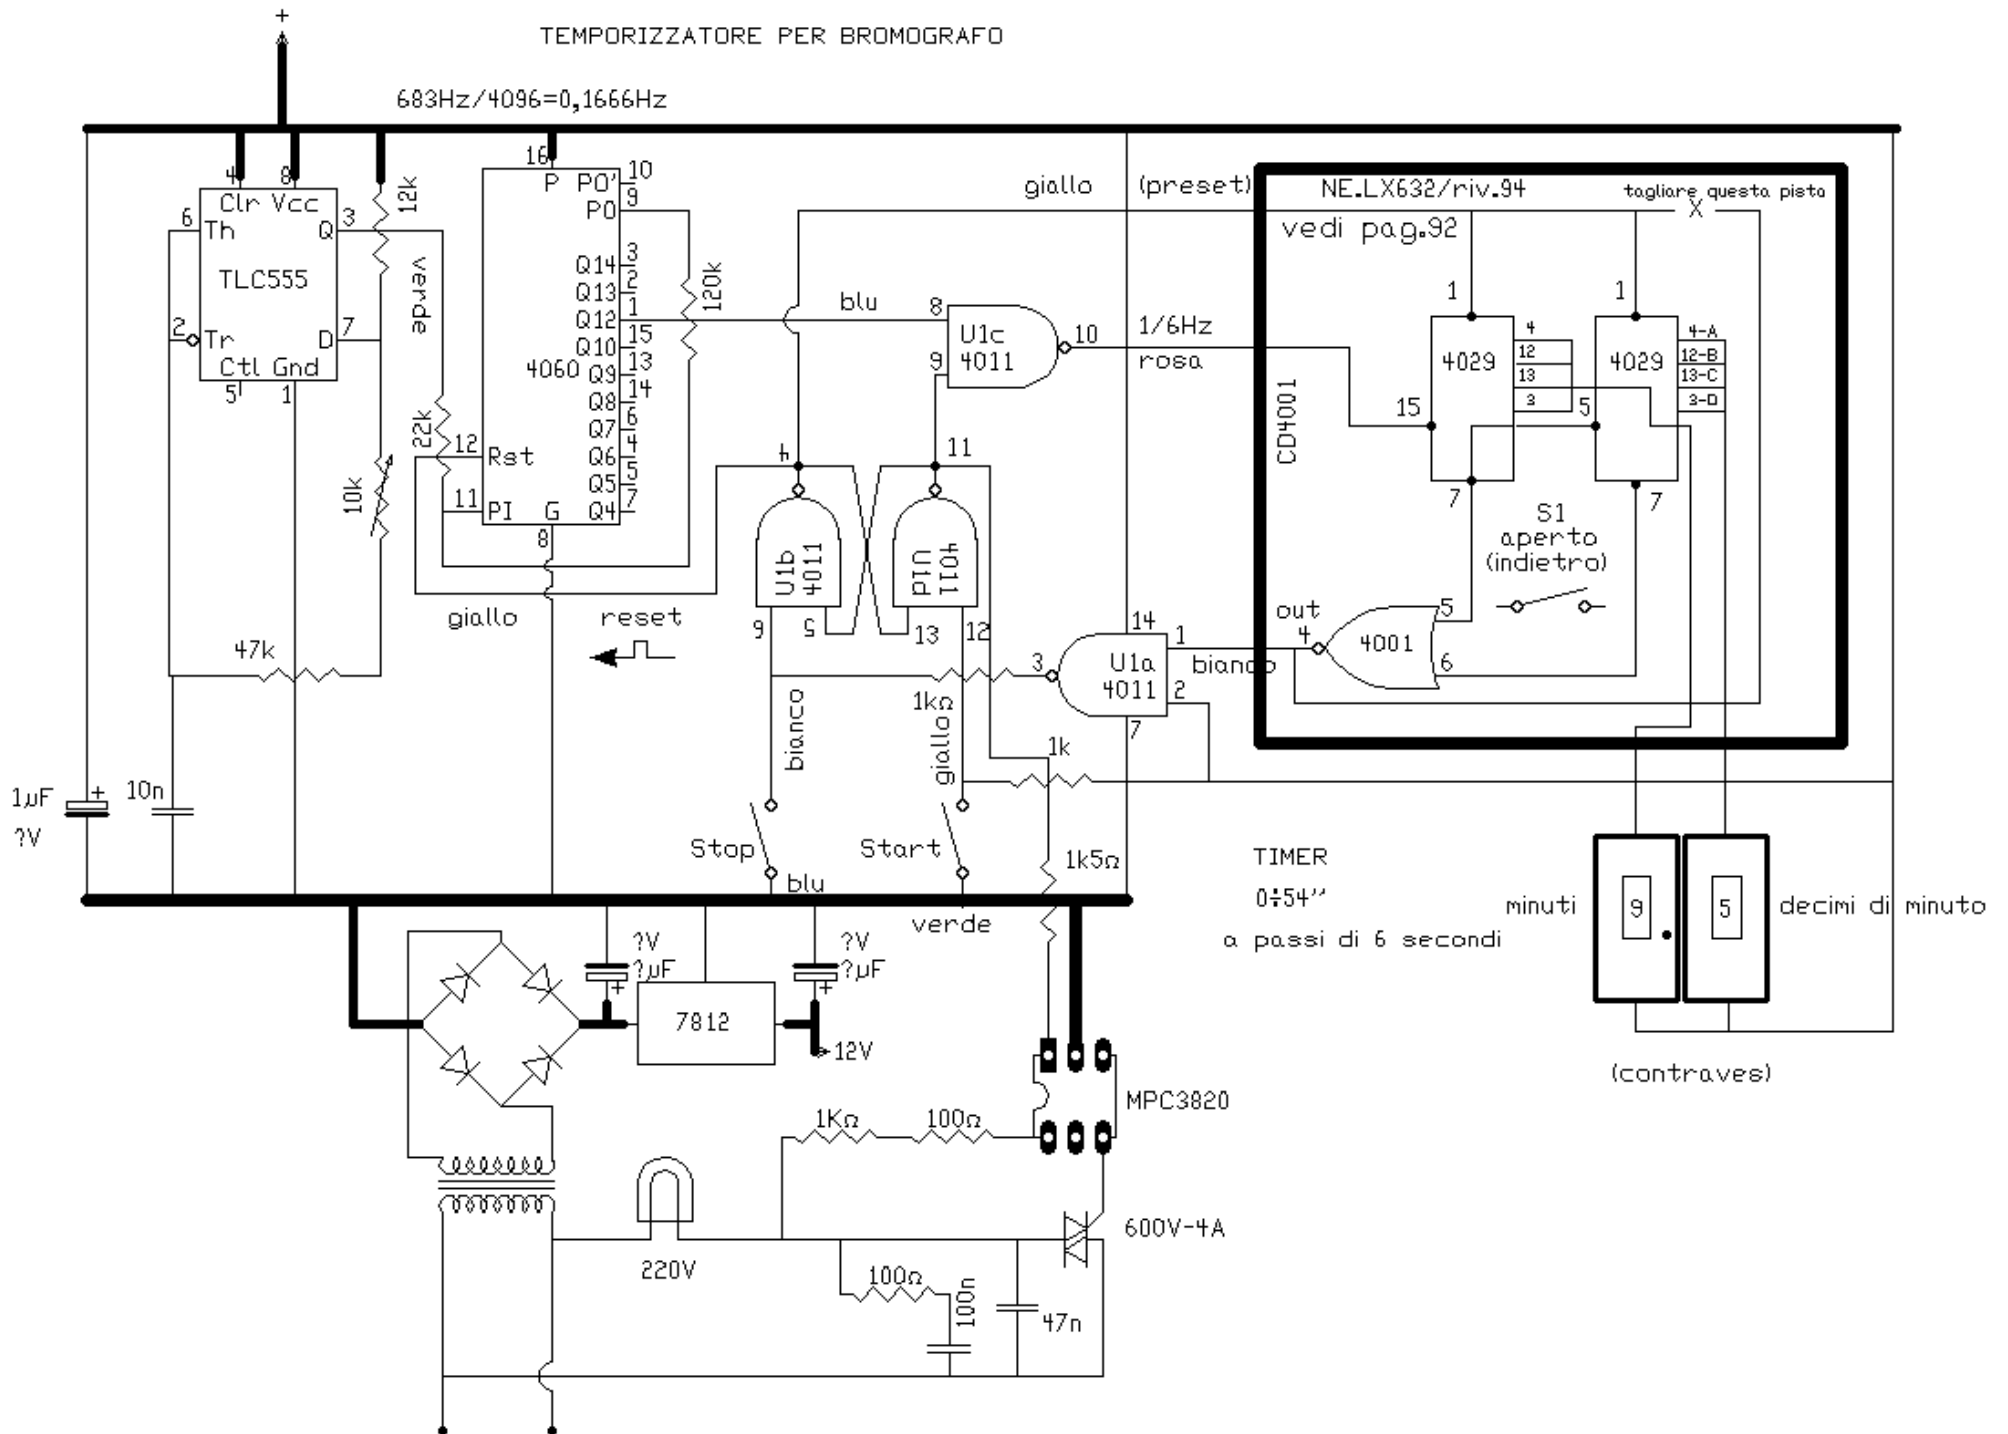 +
TEMPORIZZATORE PER BROMOGRAFO
683Hz/4096=0,1666Hz
4 8
Clr Vcc
6 Th Q 3
TLC555
2 Tr D 7
Ctl Gnd
5 1
12k
verde
22k
10k
47k
10n
1µF
?V
+
16
P PO' 10
PO 9
Q14 3
Q13 2
Q12 1
Q10 15
4060 Q9 13
Q8 14
Q7 6
12 Rst Q6 4
Q5 5
11 PI G Q4 7
8
120k
giallo
reset
giallo (preset)
blu
8
U1c
4011
9
10
1/6Hz
rosa
4
U1b
4011
6 5
11
U1d
4011
13 12
3
14
1
U1a
4011
2
7
1kΩ
1k
bianco
giallo
bianco
Stop
Start
blu
verde
1k5Ω
NE.LX632/riv.94
vedi pag.92
tagliare questa pista
X
CD4001
1
4029
15
7
4
12
13
3
1
4029
5
7
4-A
12-B
13-C
3-D
S1
aperto
(indietro)
out
4
4001
5
6
TIMER
0÷54''
a passi di 6 secondi
minuti
9
5
decimi di minuto
(contraves)
?V
?µF
+
7812
?V
?µF
+
12V
MPC3820
1KΩ
100Ω
600V-4A
220V
100Ω
100n
47n